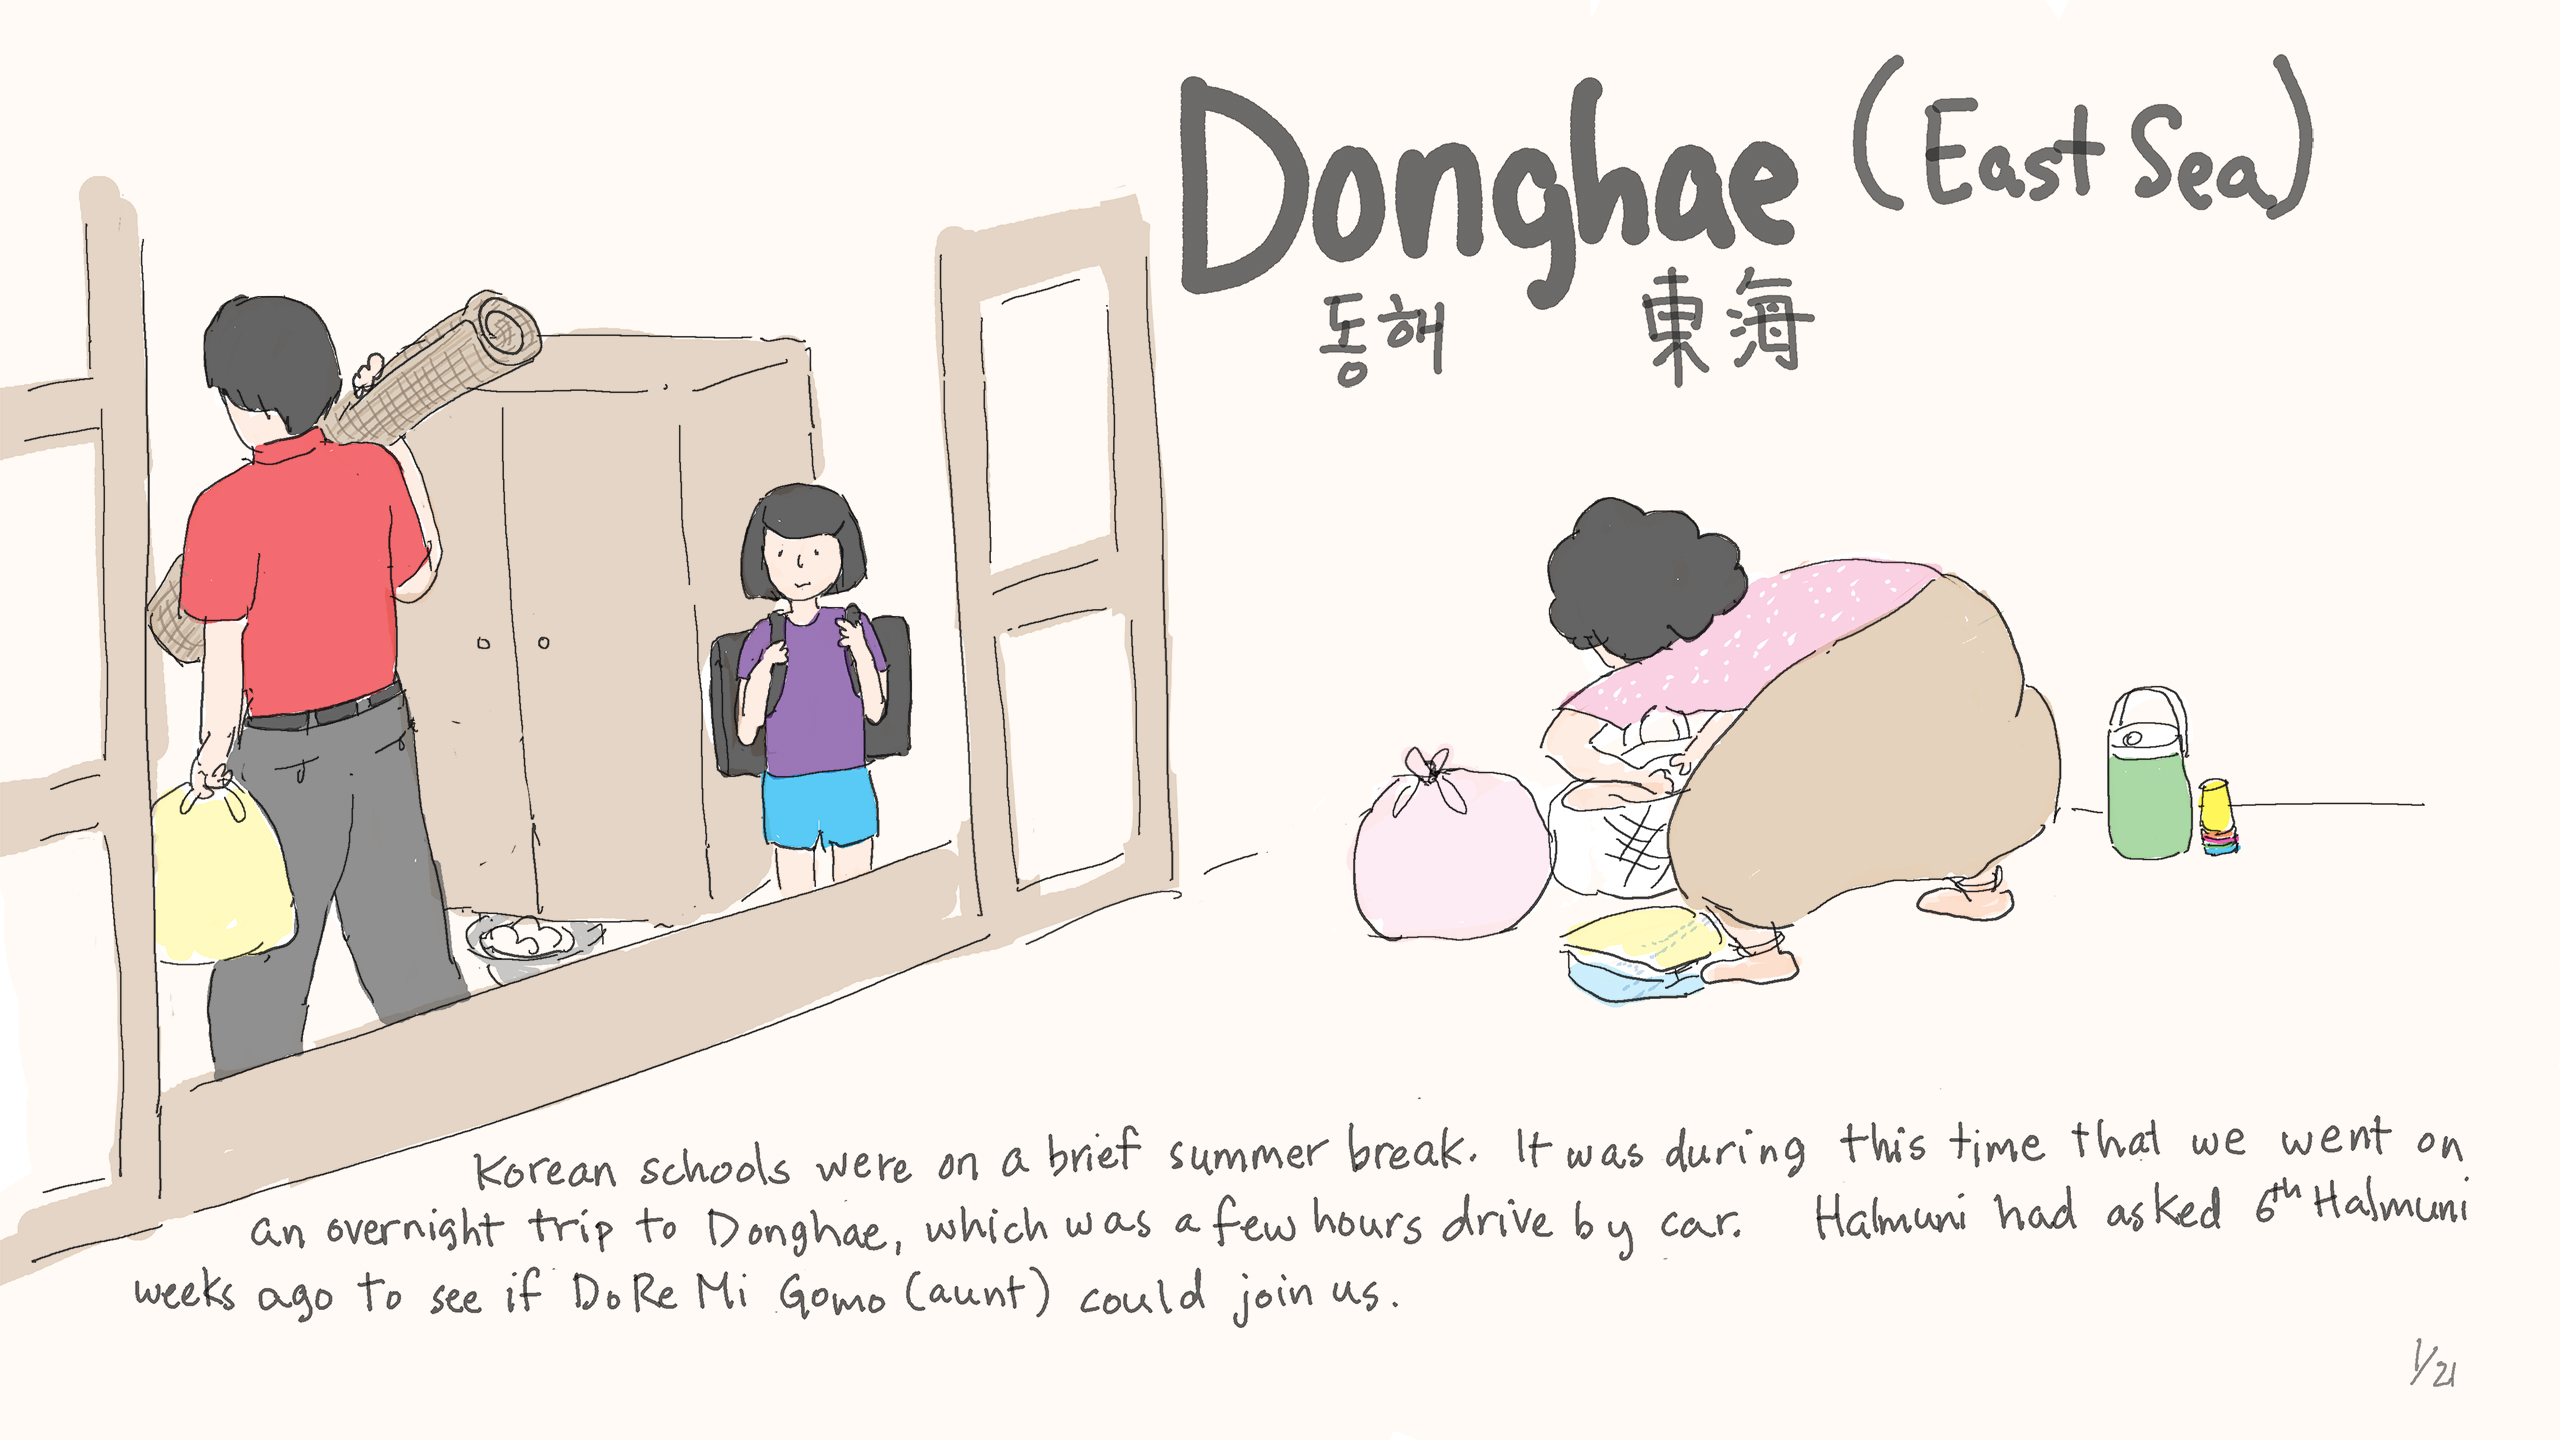 Donghae (East Sea)
동해 東海
Korean schools were on a brief summer break. It was during this time that we went on
an overnight trip to Donghae, which was a few hours drive by car. Halmuni had asked 6th Halmuni
weeks ago to see if DoReMi Gomo (aunt) could join us.
1/21